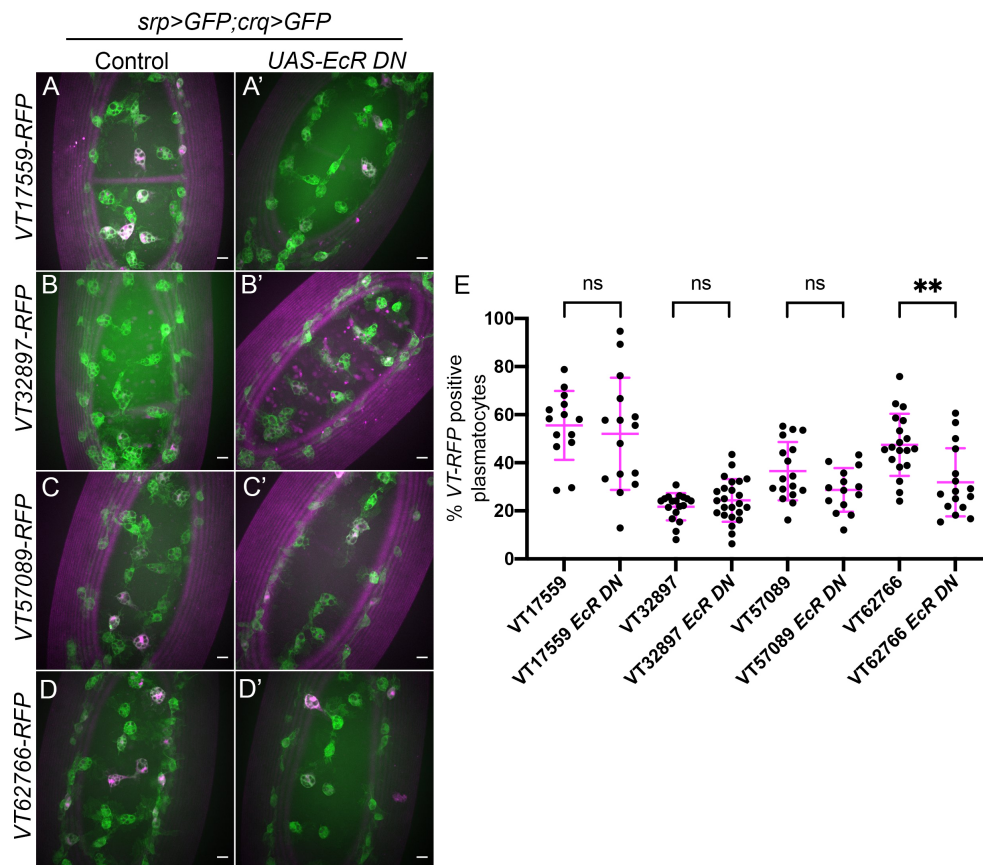 srp>GFP;crq>GFP
Control
UAS-EcR DN
VT17559-RFP
A
A'
VT32897-RFP
B
B'
VT57089-RFP
C
C'
VT62766-RFP
D
D'
E
ns
ns
ns
**
% VT-RFP positive
plasmatocytes
100
80
60
40
20
0
VT17559
VT17559 EcR DN
VT32897
VT32897 EcR DN
VT57089
VT57089 EcR DN
VT62766
VT62766 EcR DN